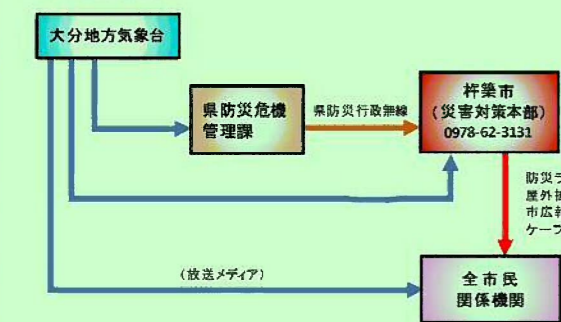 大分地方気象台
県防災危機
管理課
県防災行政無線
杵築市
(災害対策本部)
0978-62-3131
防災ラ
屋外拡
市広報
ケーブ
(放送メディア)
全市民
関係機関